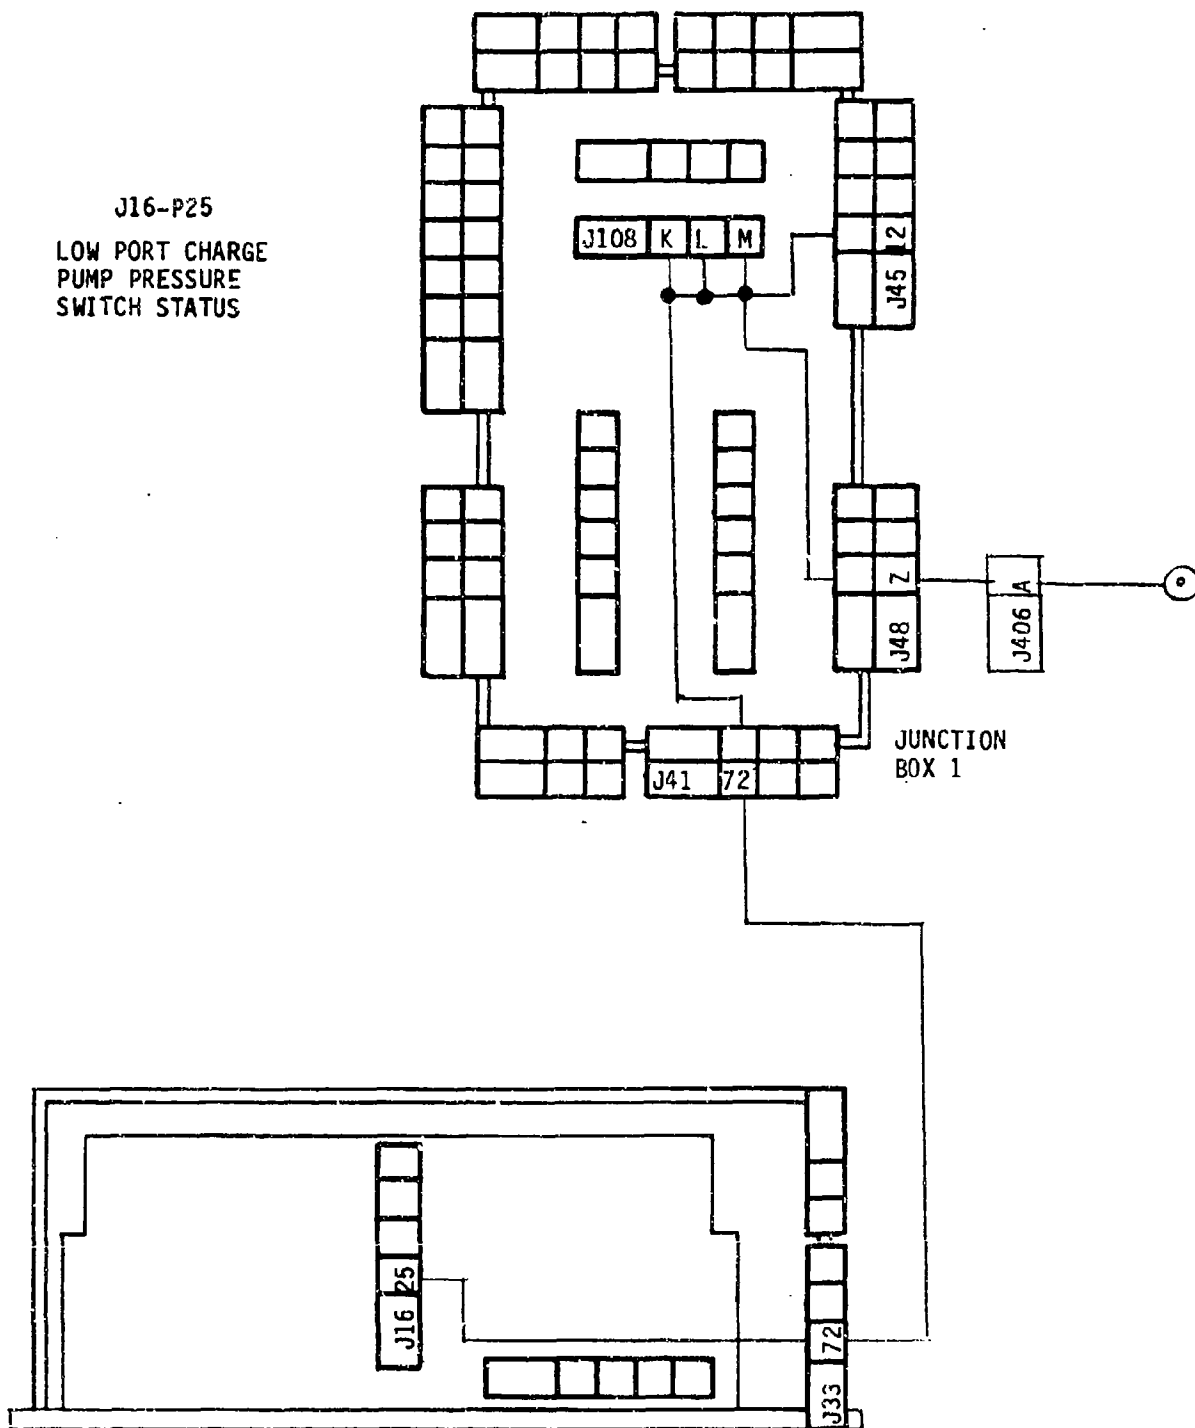 J16-P25
LOW PORT CHARGE
PUMP PRESSURE
SWITCH STATUS
J108 K L M
12
J45
Z
J48
A
J406
JUNCTION
BOX 1
J41 72
25
J16
72
J33